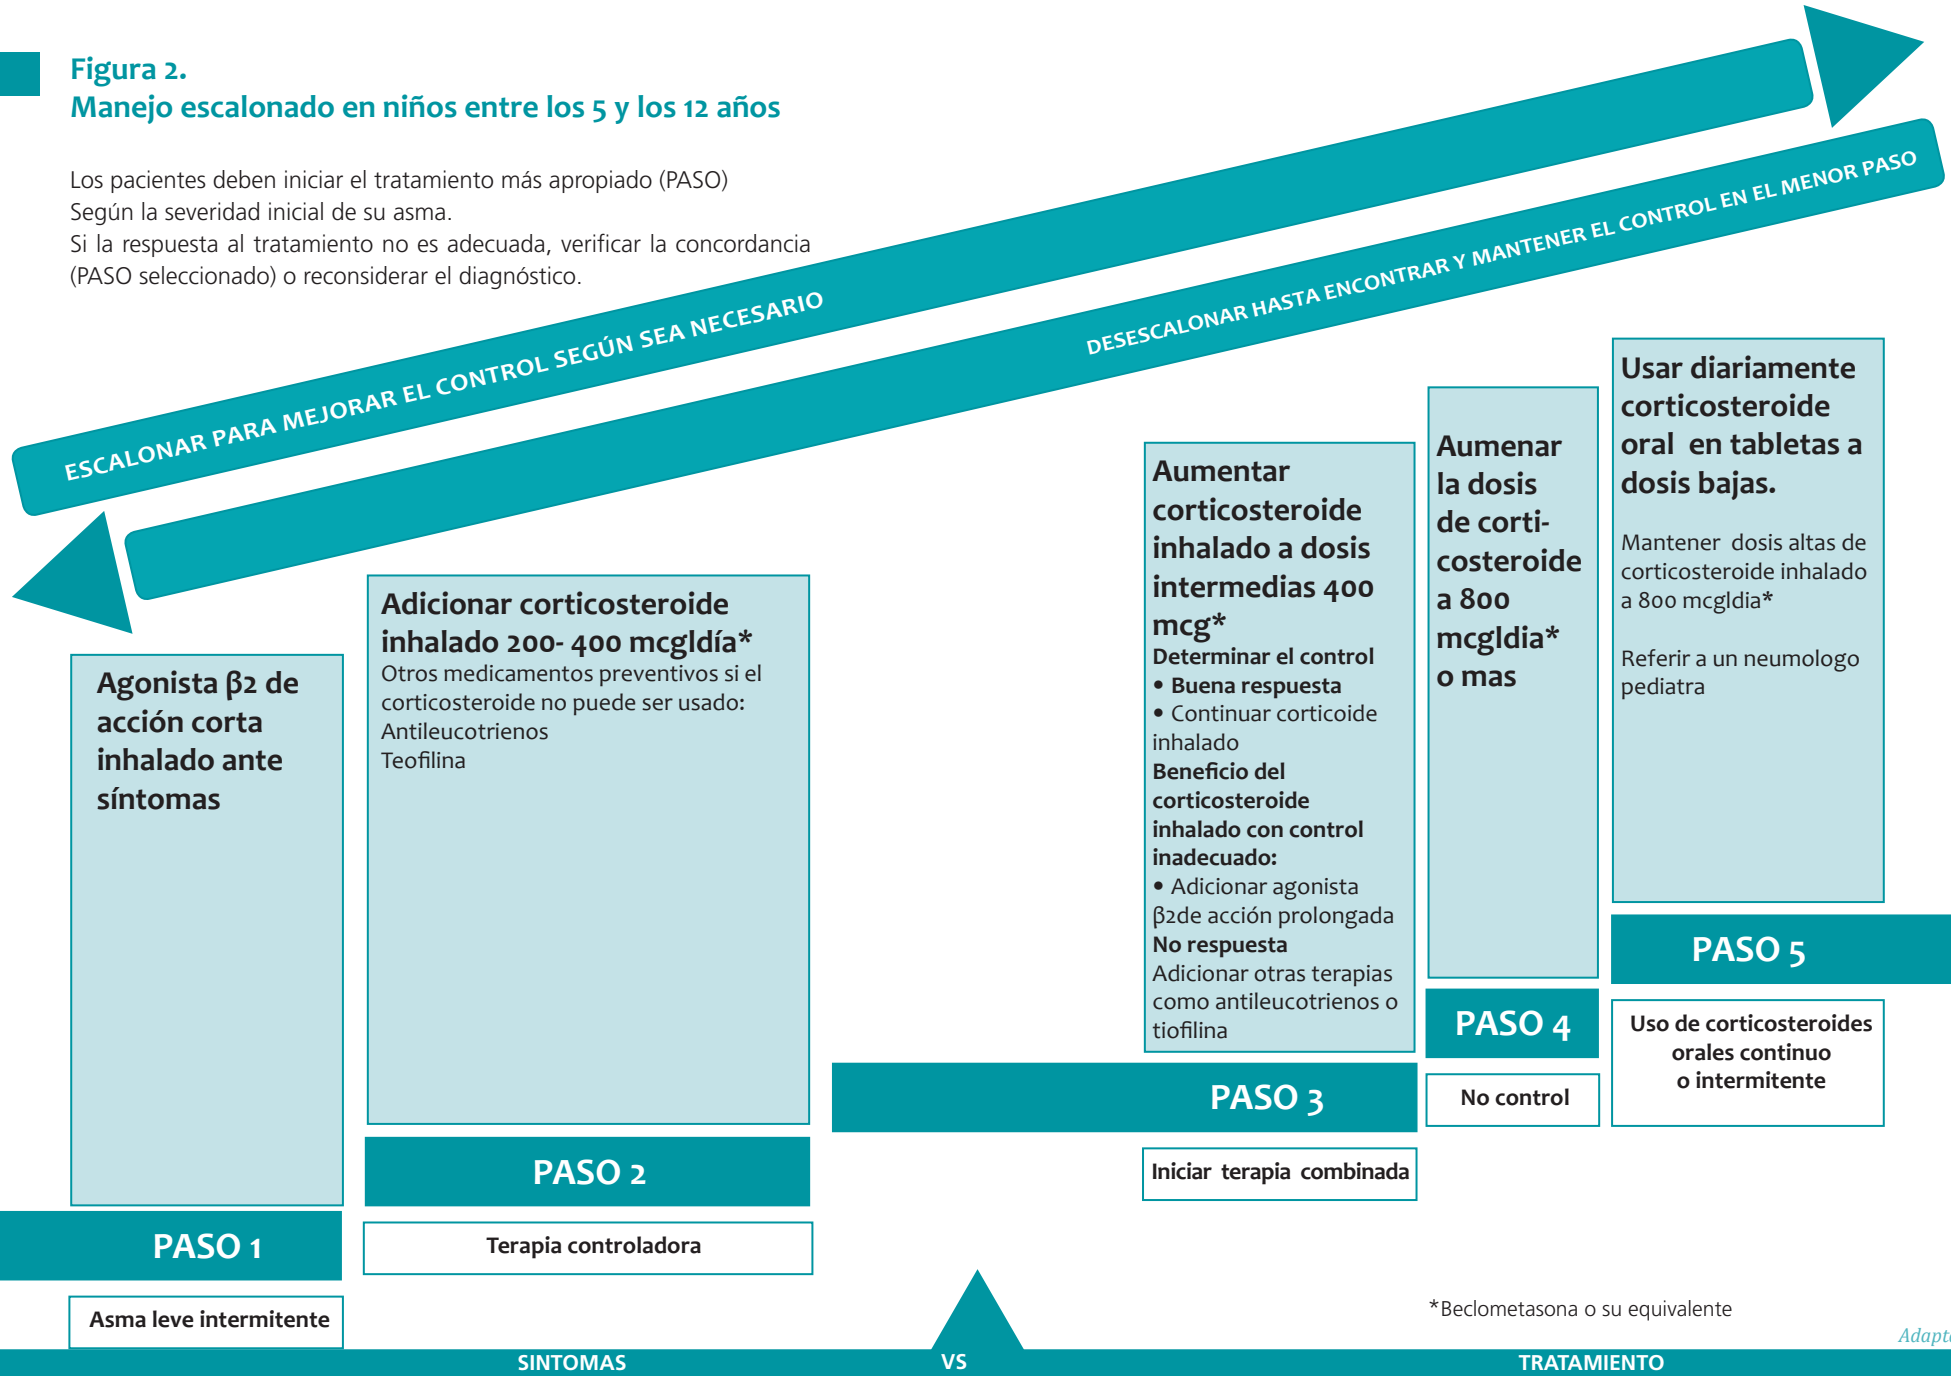 Figura 2.
Manejo escalonado en niños entre los 5 y los 12 años
Los pacientes deben iniciar el tratamiento más apropiado (PASO)
Según la severidad inicial de su asma.
Si la respuesta al tratamiento no es adecuada, verificar la concordancia
(PASO seleccionado) o reconsiderar el diagnóstico.
ESCALONAR PARA MEJORAR EL CONTROL SEGÚN SEA NECESARIO
DESESCALONAR HASTA ENCONTRAR Y MANTENER EL CONTROL EN EL MENOR PASO
Agonista β2 de
acción corta
inhalado ante
síntomas
PASO 1
Asma leve intermitente
Adicionar corticosteroide
inhalado 200- 400 mcgldía*
Otros medicamentos preventivos si el
corticosteroide no puede ser usado:
Antileucotrienos
Teofilina
PASO 2
Terapia controladora
Aumentar
corticosteroide
inhalado a dosis
intermedias 400
mcg*
Determinar el control
• Buena respuesta
• Continuar corticoide
inhalado
Beneficio del
corticosteroide
inhalado con control
inadecuado:
• Adicionar agonista
β2de acción prolongada
No respuesta
Adicionar otras terapias
como antileucotrienos o
tiofilina
PASO 3
Iniciar terapia combinada
Aumenar
la dosis
de corti-
costeroide
a 800
mcgldia*
o mas
PASO 4
No control
Usar diariamente
corticosteroide
oral en tabletas a
dosis bajas.
Mantener dosis altas de
corticosteroide inhalado
a 800 mcgldia*
Referir a un neumologo
pediatra
PASO 5
Uso de corticosteroides
orales continuo
o intermitente
*Beclometasona o su equivalente
SINTOMAS
VS
TRATAMIENTO